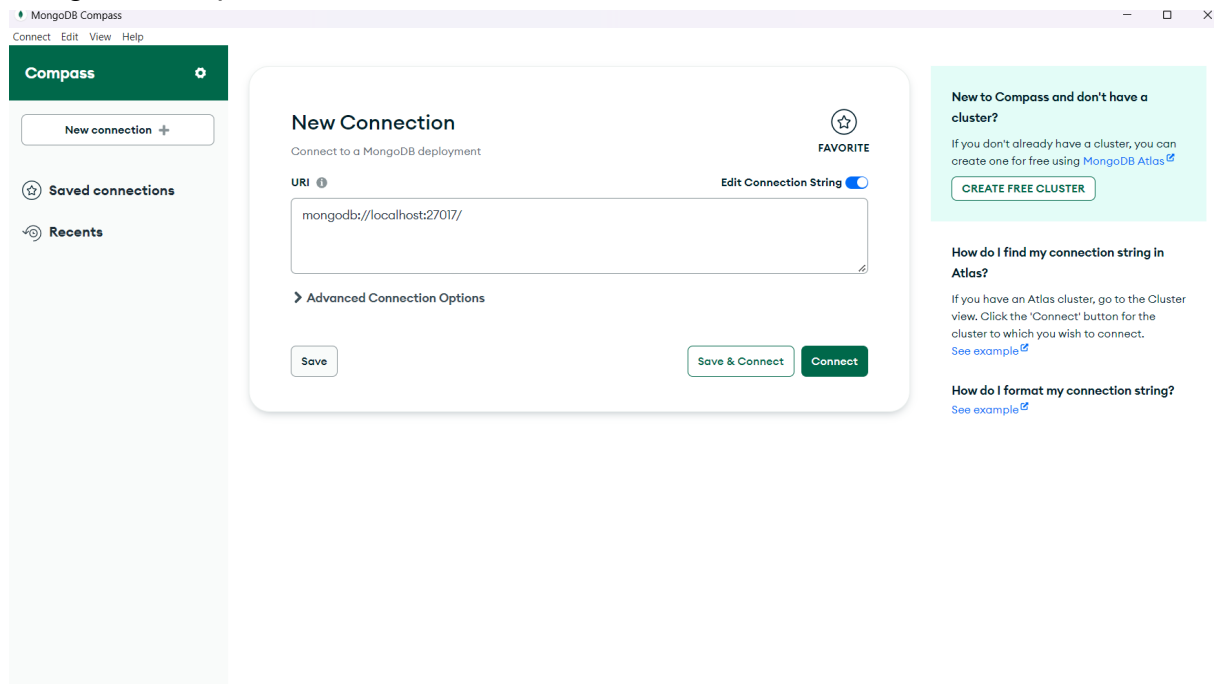 MongoDB Compass
Connect Edit View Help
Compass
New connection
Saved connections
Recents
New Connection
Connect to a MongoDB deployment
FAVORITE
URI
Edit Connection String
mongodb://localhost:27017/
Advanced Connection Options
Save
Save & Connect
Connect
New to Compass and don't have a
cluster?
If you don't already have a cluster, you can
create one for free using MongoDB Atlas
CREATE FREE CLUSTER
How do I find my connection string in
Atlas?
If you have an Atlas cluster, go to the Cluster
view. Click the 'Connect' button for the
cluster to which you wish to connect.
See example
How do I format my connection string?
See example